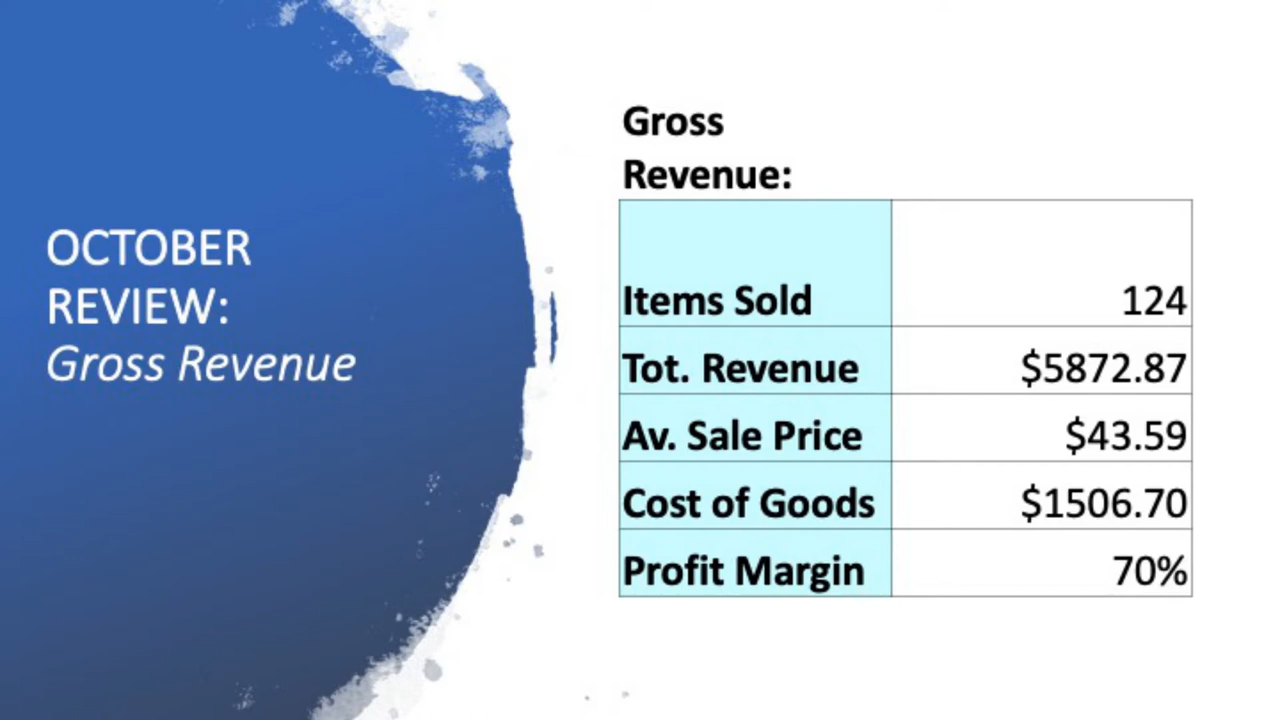 OCTOBER
REVIEW:
Gross Revenue
Gross
Revenue:
Items Sold 124
Tot. Revenue $5872.87
Av. Sale Price $43.59
Cost of Goods $1506.70
Profit Margin 70%